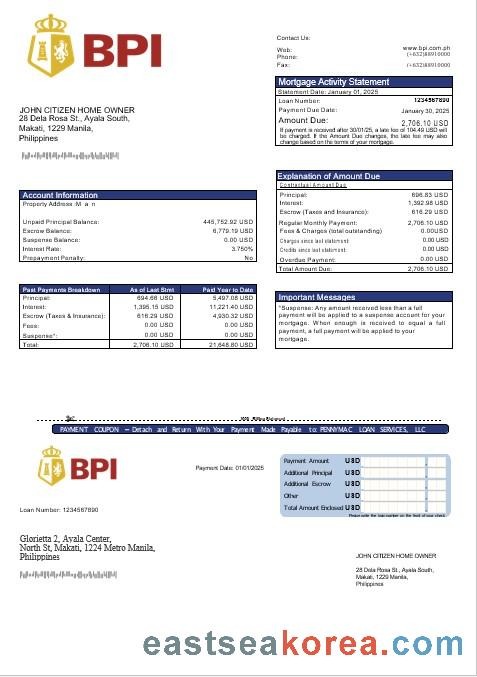 BPI
Contact Us:
Web: www.bpi.com.ph
Phone: (+632)88910000
Fax: (+632)88910000
Mortgage Activity Statement
Statement Date: January 01, 2025
Loan Number: 1234567890
Payment Due Date: January 30, 2025
Amount Due: 2,706.10 USD
If payment is received after 30/01/25, a late fee of 104.49 USD will
be charged. If the Amount Due changes, the late fee may also
change based on the terms of your mortgage.
JOHN CITIZEN HOME OWNER
28 Dela Rosa St., Ayala South,
Makati, 1229 Manila,
Philippines
Account Information
Property Address :M a n
Unpaid Principal Balance: 445,752.92 USD
Escrow Balance: 6,779.19 USD
Suspense Balance: 0.00 USD
Interest Rate: 3.750%
Prepayment Penalty: No
Explanation of Amount Due
Contractual Amount Due
Principal: 696.83 USD
Interest: 1,392.98 USD
Escrow (Taxes and Insurance): 616.29 USD
Regular Monthly Payment: 2,706.10 USD
Fees & Charges (total outstanding) 0.00USD
Charges since last statement: 0.00 USD
Credits since last statement: 0.00 USD
Overdue Payment: 0.00 USD
Total Amount Due: 2,706.10 USD
Past Payments Breakdown As of Last Stmt Paid Year to Date
Principal: 694.66 USD 5,497.08 USD
Interest: 1,395.15 USD 11,221.40 USD
Escrow (Taxes & Insurance): 616.29 USD 4,930.32 USD
Fees: 0.00 USD 0.00 USD
Suspense*: 0.00 USD 0.00 USD
Total: 2,706.10 USD 21,648.80 USD
Important Messages
*Suspense: Any amount received less than a full
payment will be applied to a suspense account for your
mortgage. When enough is received to equal a full
payment, a full payment will be applied to your
mortgage.
PAYMENT COUPON – Detach and Return With Your Payment Made Payable to: PENNYMAC LOAN SERVICES, LLC
BPI
Payment Date: 01/01/2025
Payment Amount USD
Additional Principal USD
Additional Escrow USD
Other USD
Total Amount Enclosed USD
Please write the loan number on the front of your check.
Loan Number: 1234567890
Glorietta 2, Ayala Center,
North St, Makati, 1224 Metro Manila,
Philippines
JOHN CITIZEN HOME OWNER
28 Dela Rosa St., Ayala South,
Makati, 1229 Manila,
Philippines
eastseakorea.com